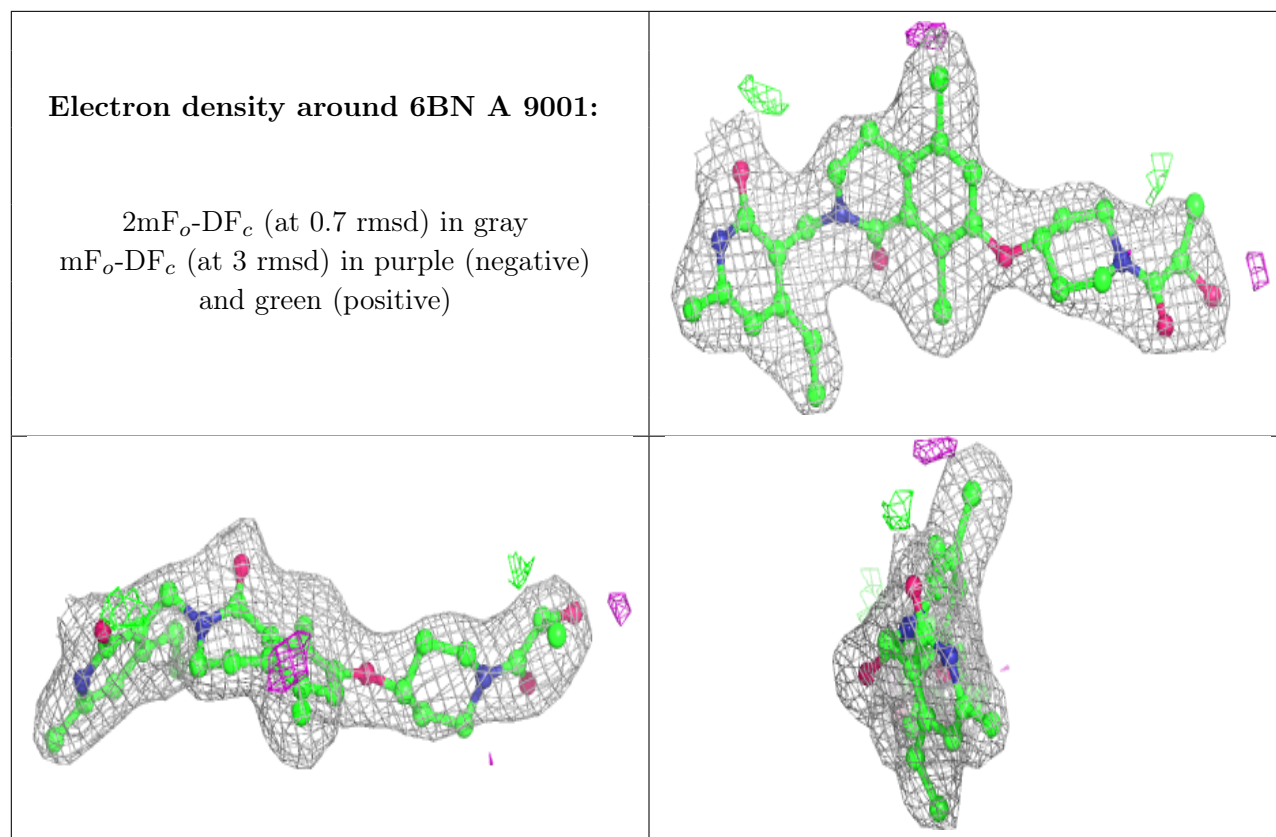 Electron density around 6BN A 9001:
2mFo-DFc (at 0.7 rmsd) in gray
mFo-DFc (at 3 rmsd) in purple (negative)
and green (positive)